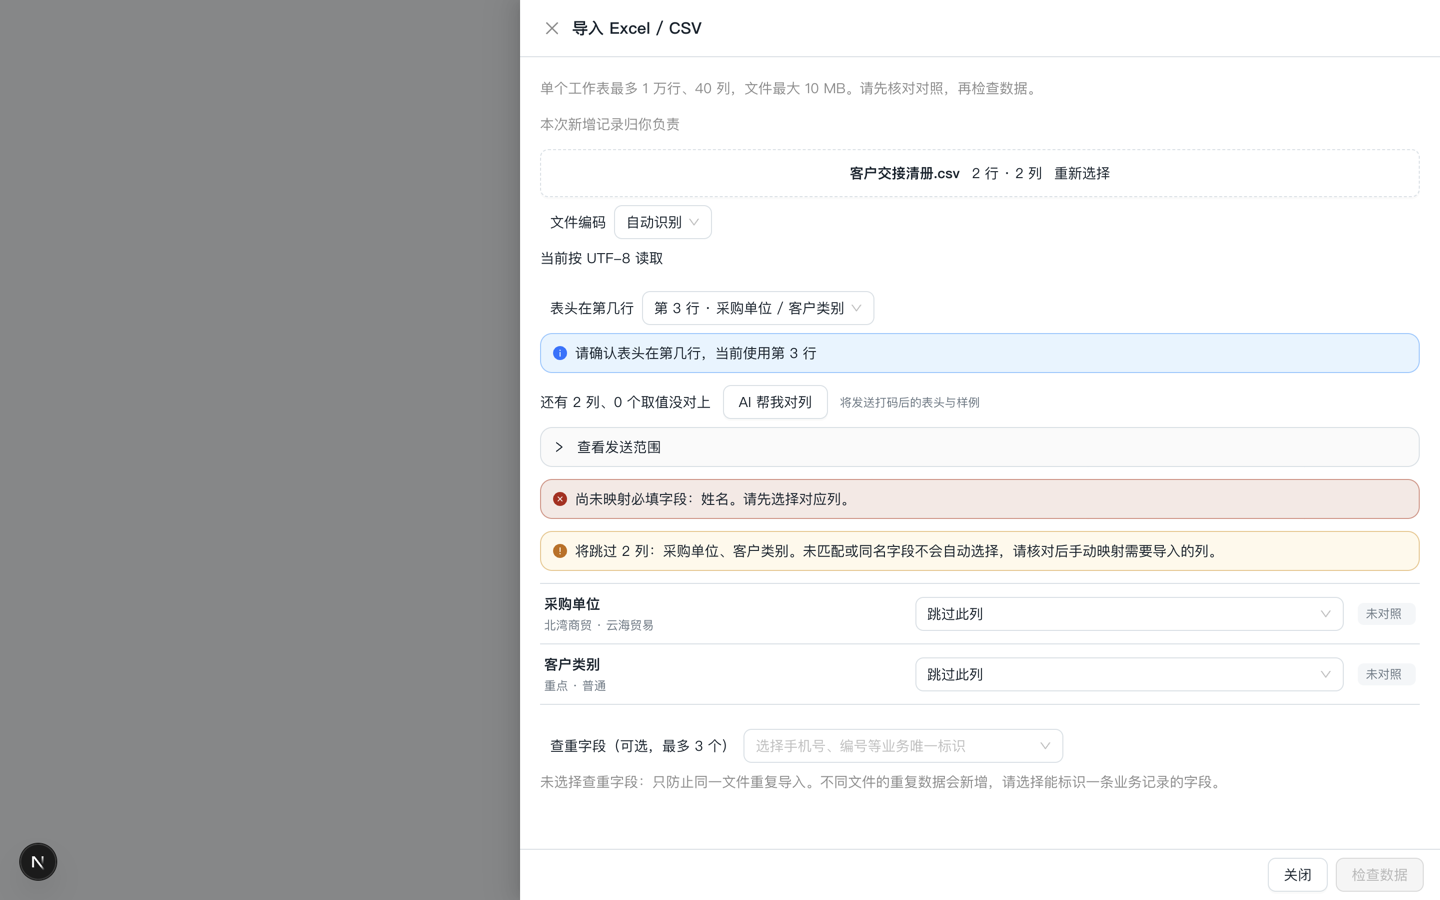 导入 Excel / CSV
单个工作表最多 1 万行、40 列，文件最大 10 MB。请先核对对照，再检查数据。
本次新增记录归你负责
客户交接清册.csv 2 行 · 2 列 重新选择
文件编码 自动识别
当前按 UTF-8 读取
表头在第几行 第 3 行 · 采购单位 / 客户类别
请确认表头在第几行，当前使用第 3 行
还有 2 列、0 个取值没对上 AI 帮我对列 将发送打码后的表头与样例
查看发送范围
尚未映射必填字段：姓名。请先选择对应列。
将跳过 2 列：采购单位、客户类别。未匹配或同名字段不会自动选择，请核对后手动映射需要导入的列。
采购单位
北湾商贸 · 云海贸易
跳过此列 未对照
客户类别
重点 · 普通
跳过此列 未对照
查重字段（可选，最多 3 个） 选择手机号、编号等业务唯一标识
未选择查重字段：只防止同一文件重复导入。不同文件的重复数据会新增，请选择能标识一条业务记录的字段。
N
关闭 检查数据